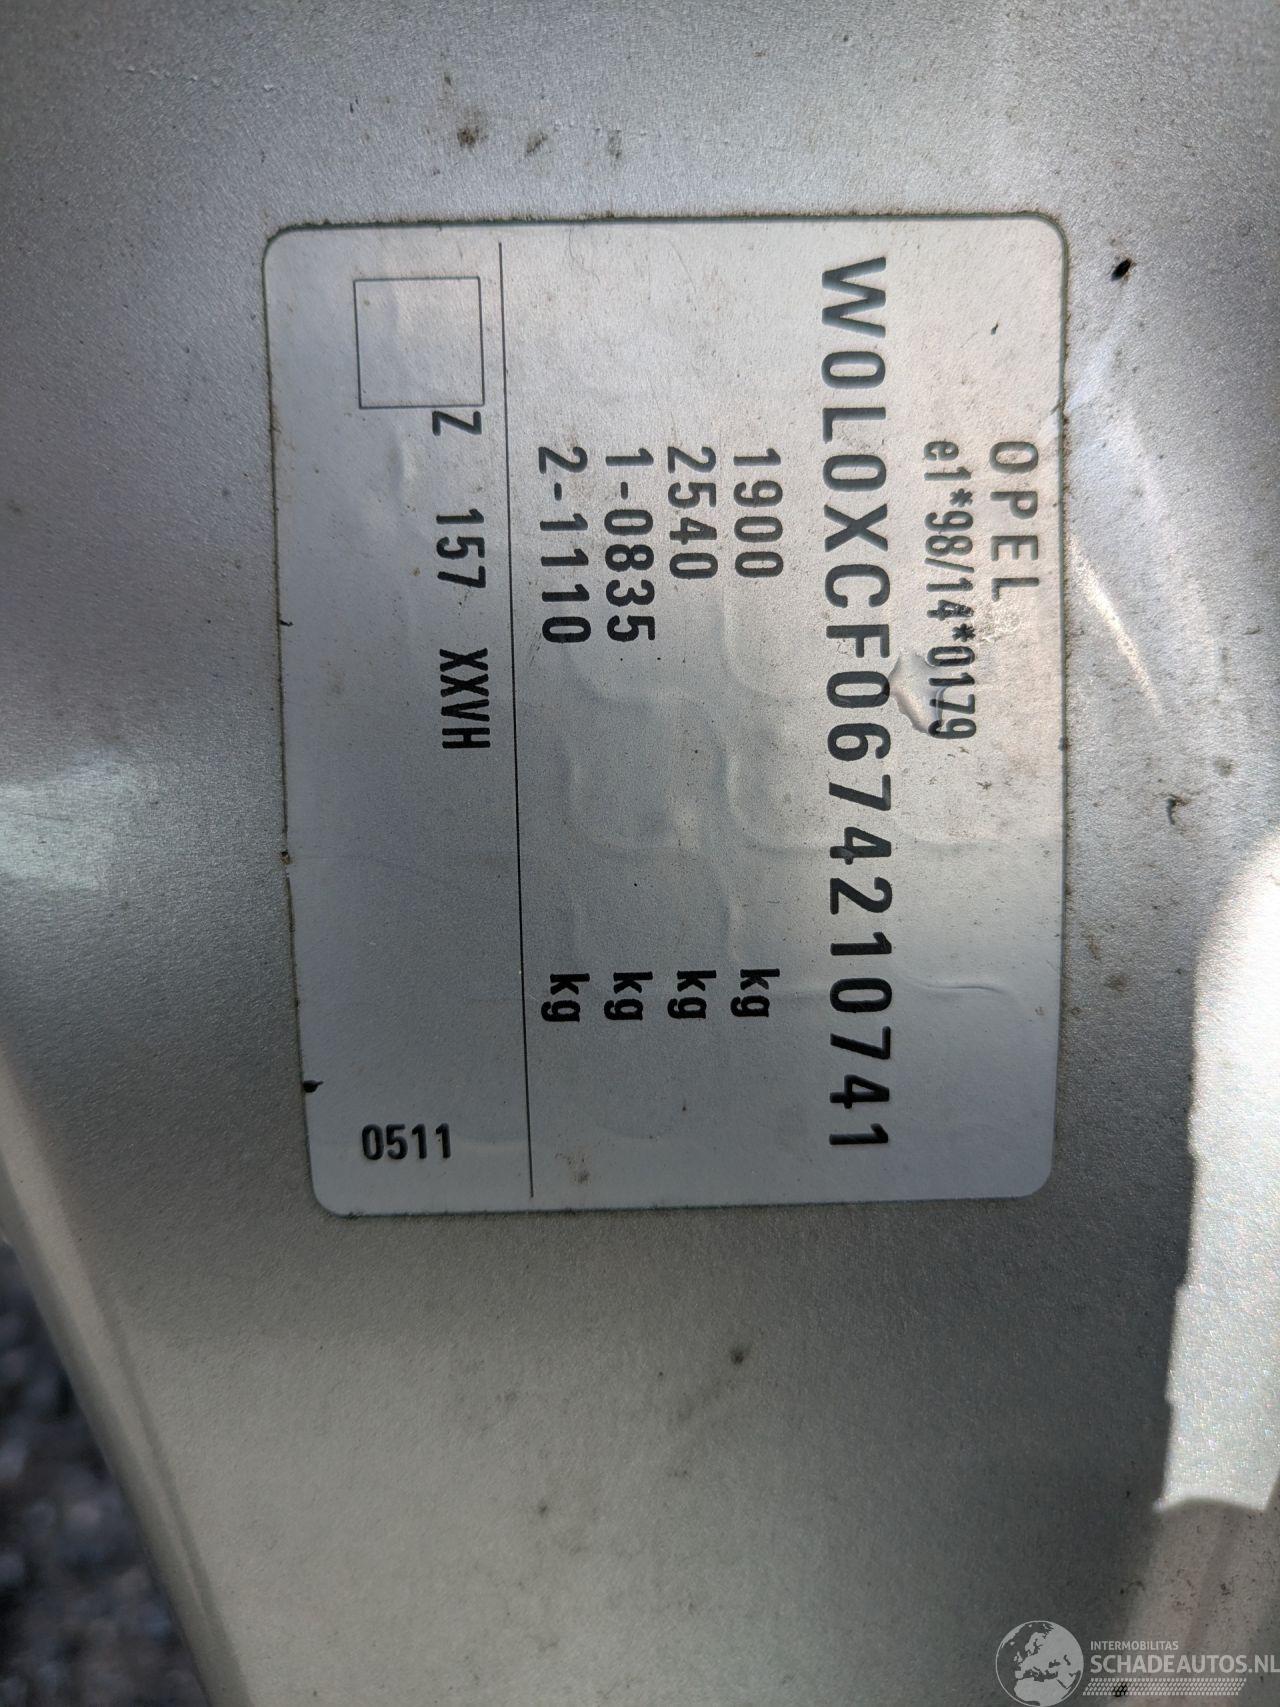 OPEL
e1*98/14*0179
W0L0XCF0674210741
1900 kg
2540 kg
1-0835 kg
2-1110 kg
Z 157 XXVH
0511
INTERMOBILITAS
SCHADEAUTOS.NL